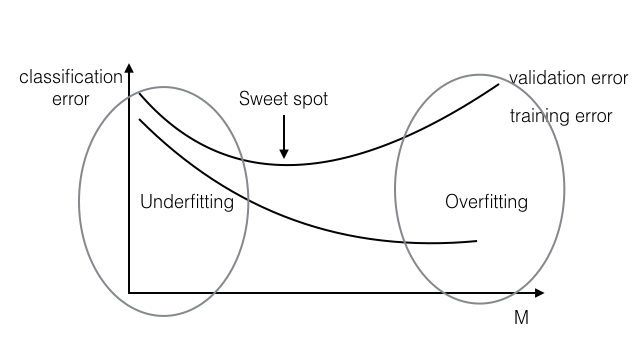 classification
error
Sweet spot
validation error
training error
Underfitting
Overfitting
M